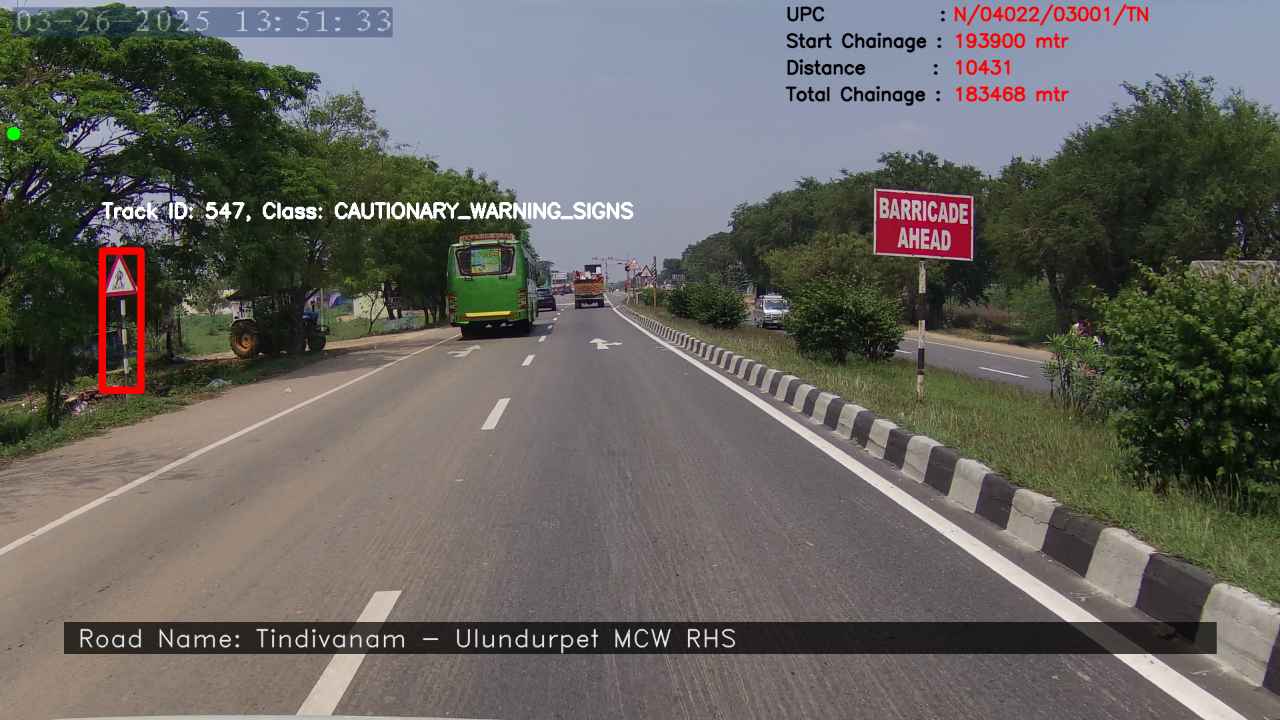 03-26-2025 13:51:33
UPC : N/04022/03001/TN
Start Chainage : 193900 mtr
Distance : 10431
Total Chainage : 183468 mtr
Track ID: 547, Class: CAUTIONARY_WARNING_SIGNS
BARRICADE
AHEAD
Road Name: Tindivanam - Ulundurpet MCW RHS